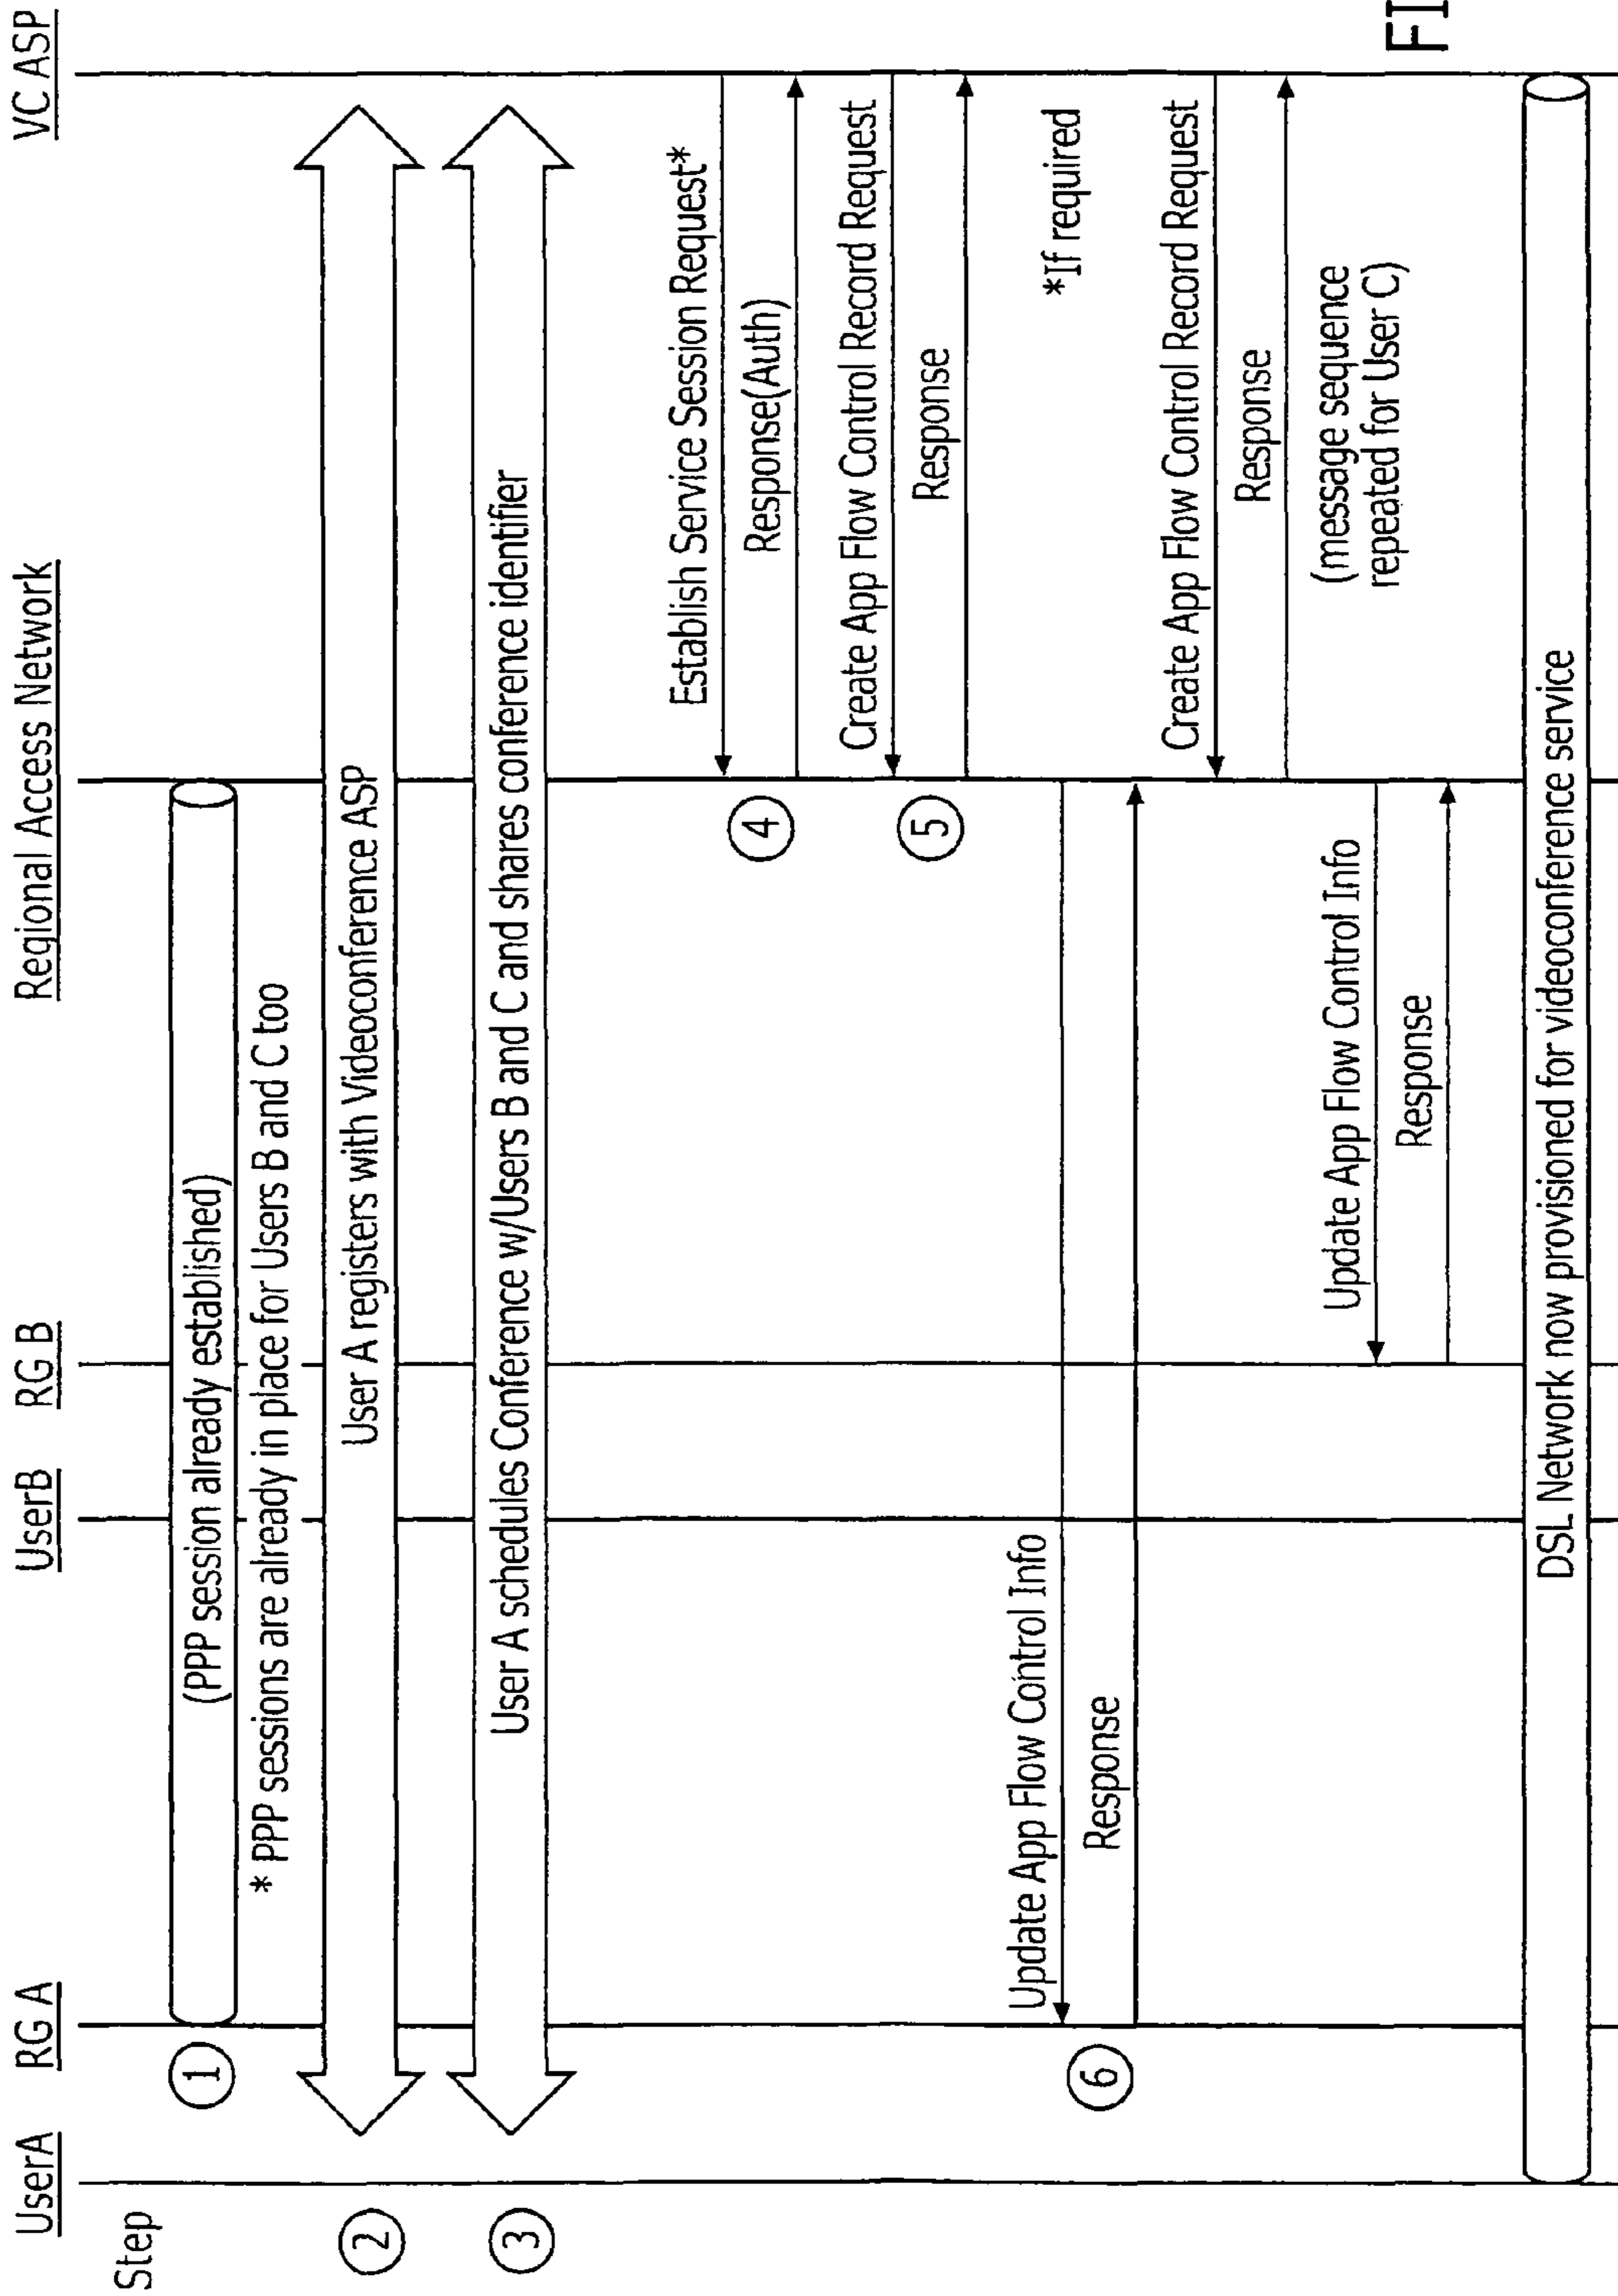 UserA RG A UserB RG B Regional Access Network VC ASP
Step
1
(PPP session already established)
* PPP sessions are already in place for Users B and C too
2
User A registers with Videoconference ASP
3
User A schedules Conference w/Users B and C and shares conference identifier
Establish Service Session Request*
4
Response(Auth)
Create App Flow Control Record Request
5
Response
Update App Flow Control Info
*If required
6
Response
Create App Flow Control Record Request
Response
Update App Flow Control Info
(message sequence
repeated for User C)
Response
DSL Network now provisioned for videoconference service
FI